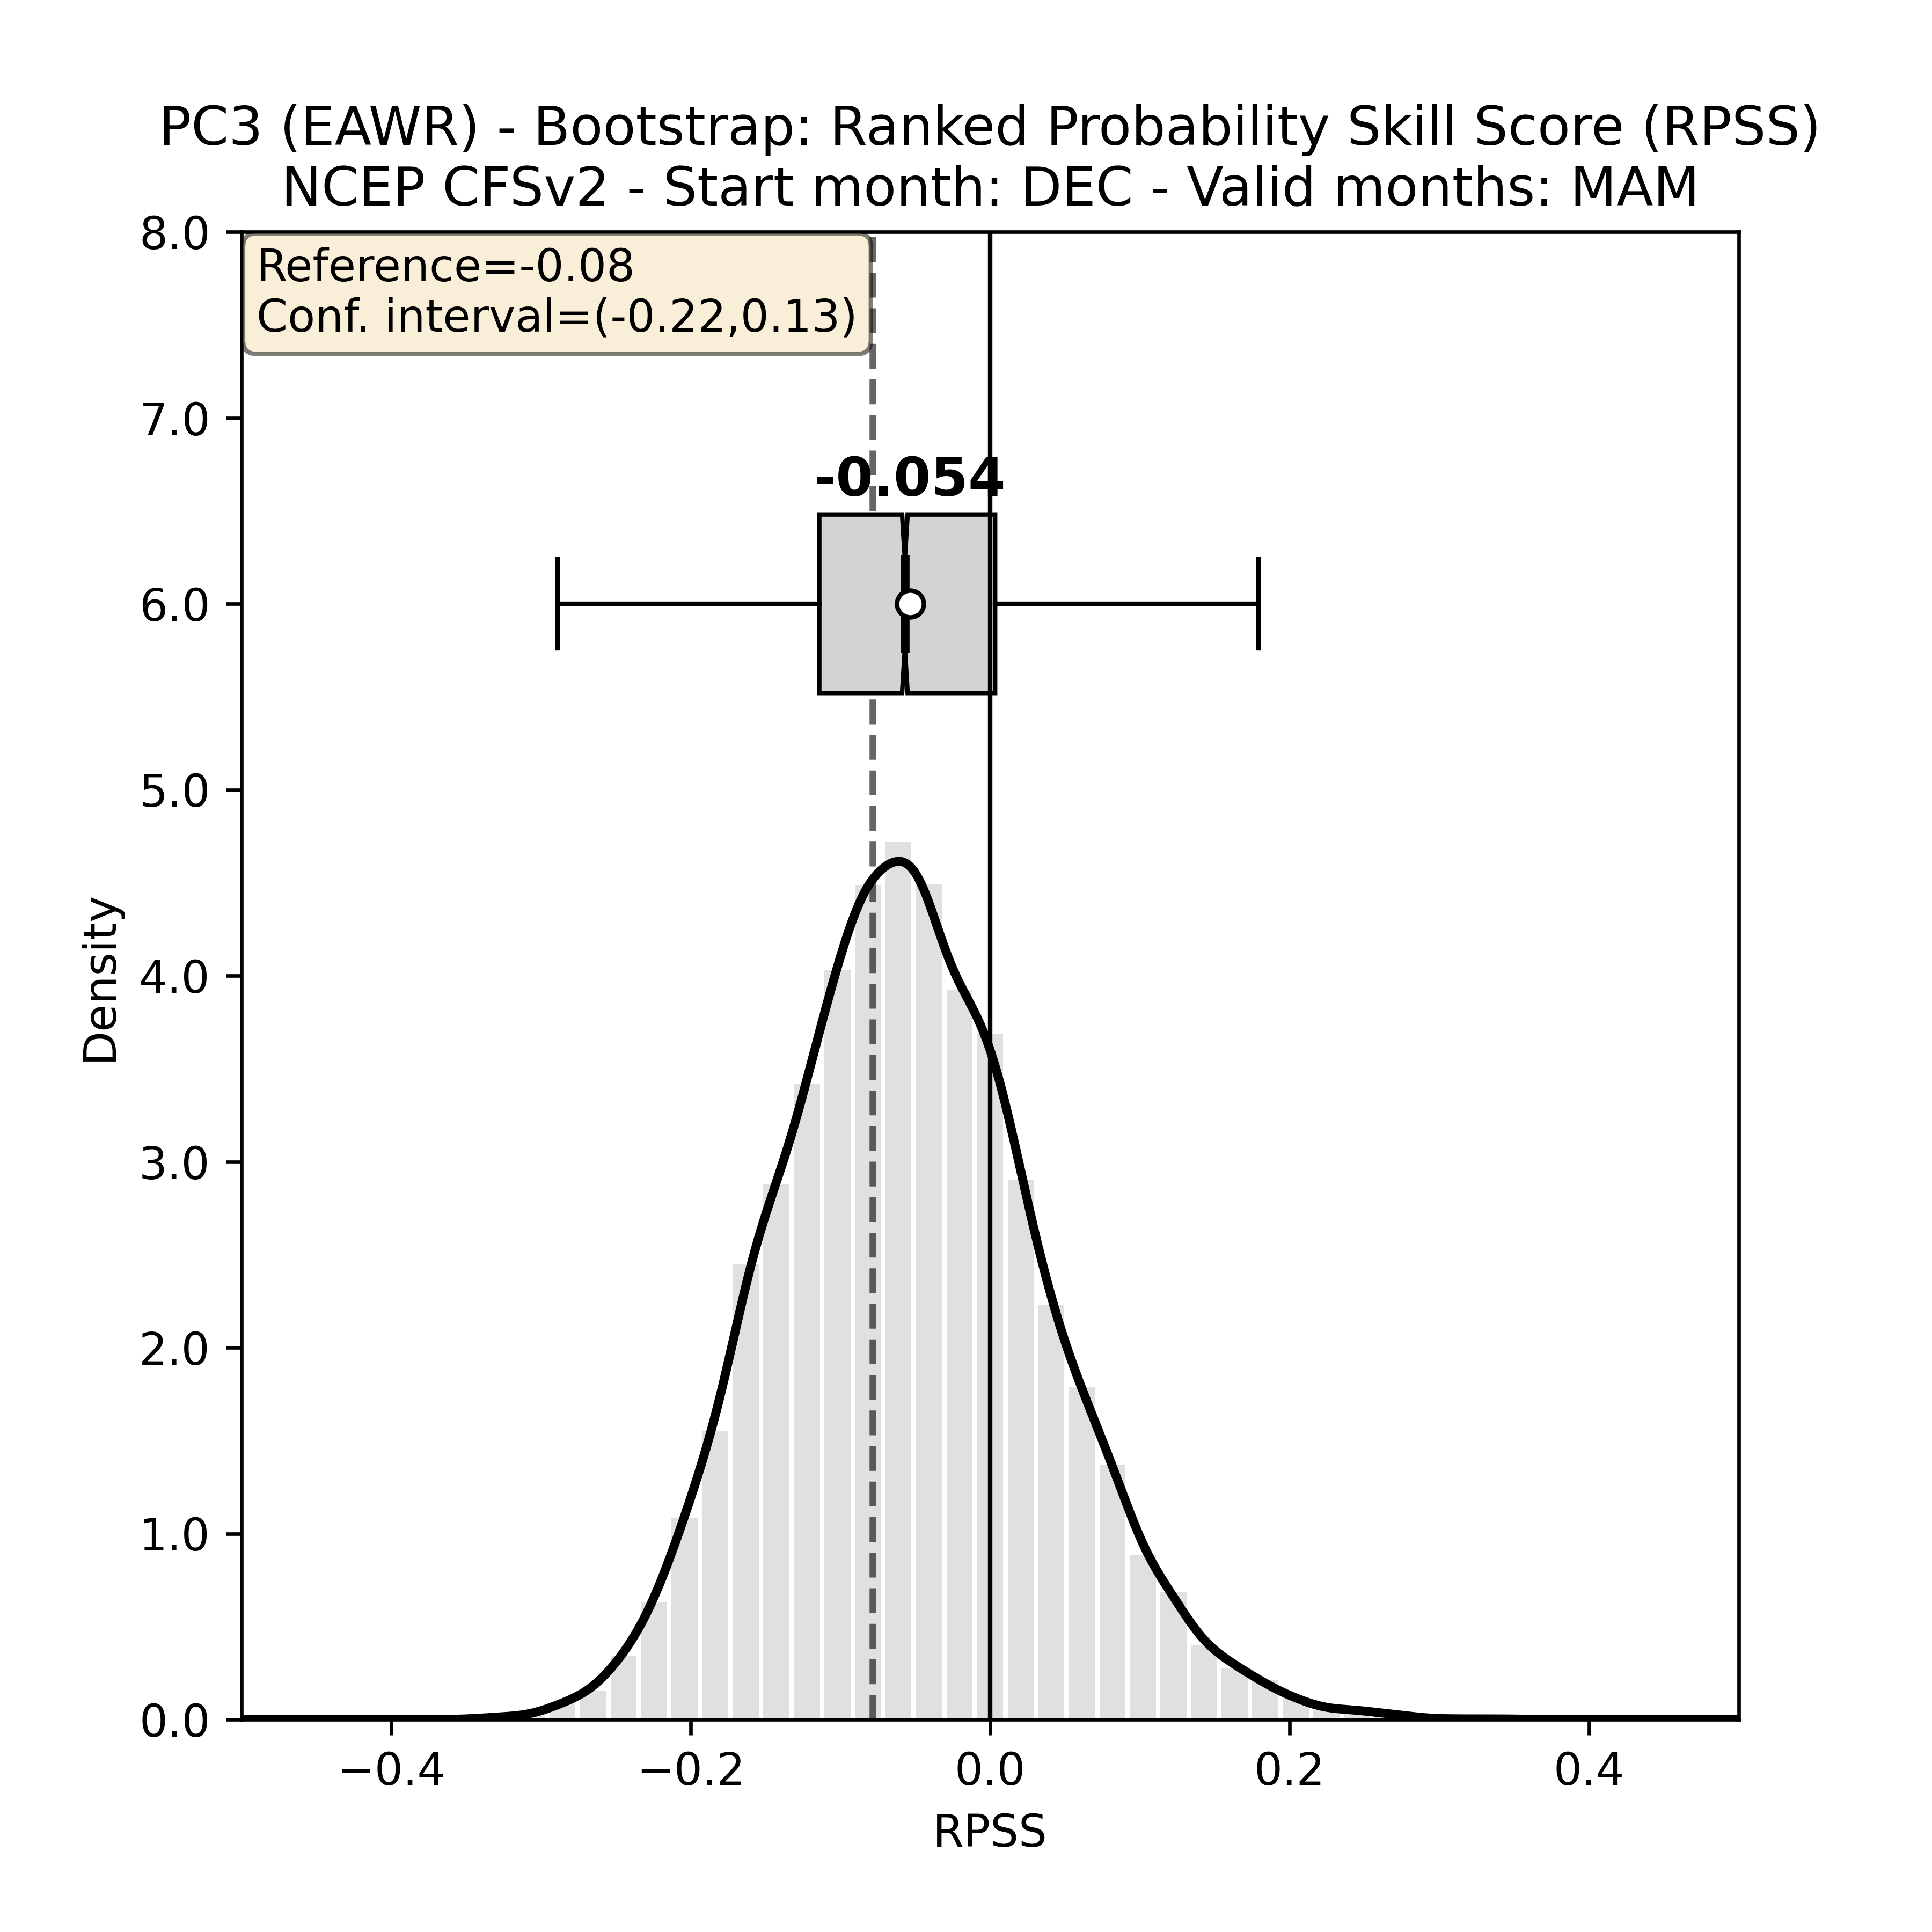 PC3 (EAWR) - Bootstrap: Ranked Probability Skill Score (RPSS)
NCEP CFSv2 - Start month: DEC - Valid months: MAM
Reference=-0.08
Conf. interval=(-0.22,0.13)
-0.054
8.0
7.0
6.0
5.0
4.0
3.0
2.0
1.0
0.0
Density
−0.4
−0.2
0.0
0.2
0.4
RPSS